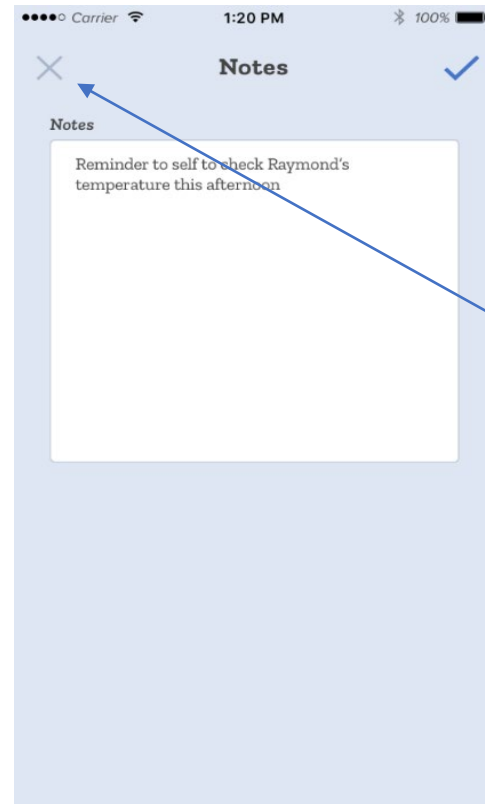 Carrier 1:20 PM 100%
Notes
Notes
Reminder to self to check Raymond's
temperature this afternoon